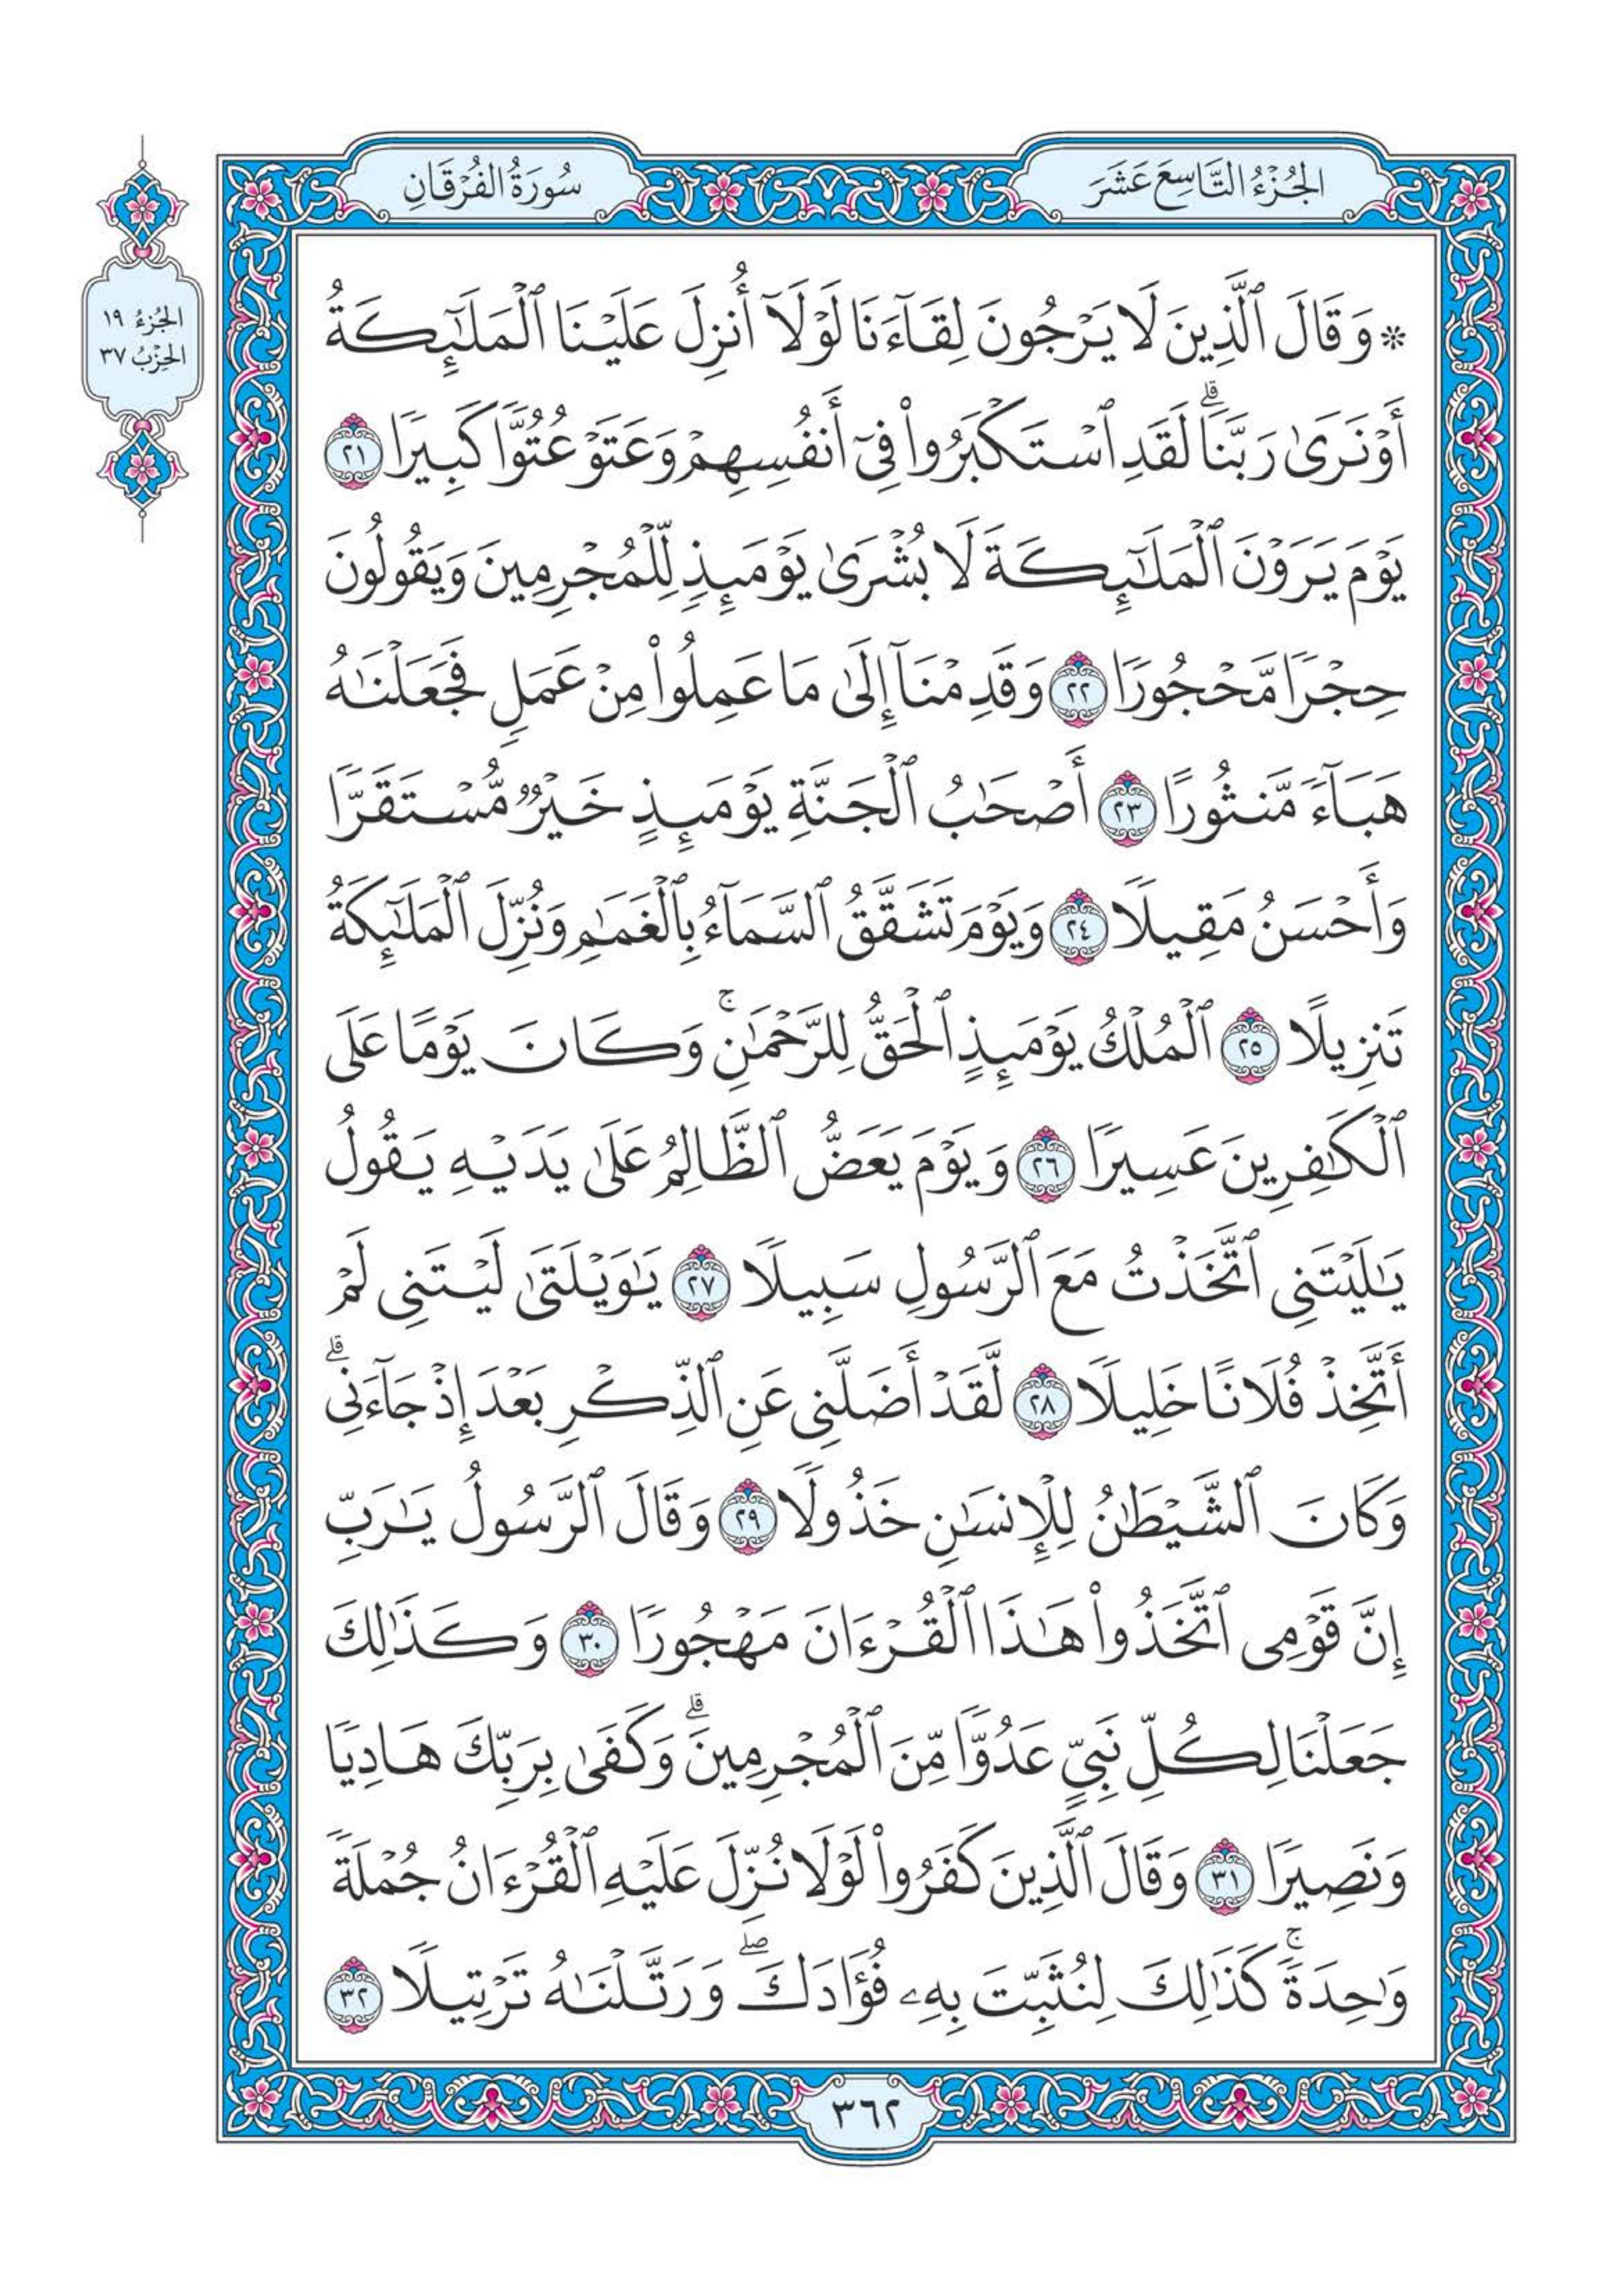 الجُزْءُ التَّاسِعَ عَشَرَ
سُورَةُ الفُرْقَانِ
الجُزْءُ ١٩
الحِزْبُ ٣٧
* وَقَالَ ٱلَّذِينَ لَا يَرْجُونَ لِقَآءَنَا لَوْلَآ أُنزِلَ عَلَيْنَا ٱلْمَلَٰٓئِكَةُ
أَوْ نَرَىٰ رَبَّنَاۗ لَقَدِ ٱسْتَكْبَرُوا۟ فِىٓ أَنفُسِهِمْ وَعَتَوْ عُتُوًّا كَبِيرًا ٢١
يَوْمَ يَرَوْنَ ٱلْمَلَٰٓئِكَةَ لَا بُشْرَىٰ يَوْمَئِذٍ لِّلْمُجْرِمِينَ وَيَقُولُونَ
حِجْرًا مَّحْجُورًا ٢٢ وَقَدِمْنَآ إِلَىٰ مَا عَمِلُوا۟ مِنْ عَمَلٍ فَجَعَلْنَٰهُ
هَبَآءً مَّنثُورًا ٢٣ أَصْحَٰبُ ٱلْجَنَّةِ يَوْمَئِذٍ خَيْرٌ مُّسْتَقَرًّا
وَأَحْسَنُ مَقِيلًا ٢٤ وَيَوْمَ تَشَقَّقُ ٱلسَّمَآءُ بِٱلْغَمَٰمِ وَنُزِّلَ ٱلْمَلَٰٓئِكَةُ
تَنزِيلًا ٢٥ ٱلْمُلْكُ يَوْمَئِذٍ ٱلْحَقُّ لِلرَّحْمَٰنِۚ وَكَانَ يَوْمًا عَلَى
ٱلْكَٰفِرِينَ عَسِيرًا ٢٦ وَيَوْمَ يَعَضُّ ٱلظَّالِمُ عَلَىٰ يَدَيْهِ يَقُولُ
يَٰلَيْتَنِى ٱتَّخَذْتُ مَعَ ٱلرَّسُولِ سَبِيلًا ٢٧ يَٰوَيْلَتَىٰ لَيْتَنِى لَمْ
أَتَّخِذْ فُلَانًا خَلِيلًا ٢٨ لَّقَدْ أَضَلَّنِى عَنِ ٱلذِّكْرِ بَعْدَ إِذْ جَآءَنِىۗ
وَكَانَ ٱلشَّيْطَٰنُ لِلْإِنسَٰنِ خَذُولًا ٢٩ وَقَالَ ٱلرَّسُولُ يَٰرَبِّ
إِنَّ قَوْمِى ٱتَّخَذُوا۟ هَٰذَا ٱلْقُرْءَانَ مَهْجُورًا ٣٠ وَكَذَٰلِكَ
جَعَلْنَا لِكُلِّ نَبِىٍّ عَدُوًّا مِّنَ ٱلْمُجْرِمِينَۗ وَكَفَىٰ بِرَبِّكَ هَادِيًا
وَنَصِيرًا ٣١ وَقَالَ ٱلَّذِينَ كَفَرُوا۟ لَوْلَا نُزِّلَ عَلَيْهِ ٱلْقُرْءَانُ جُمْلَةً
وَٰحِدَةًۚ كَذَٰلِكَ لِنُثَبِّتَ بِهِۦ فُؤَادَكَۖ وَرَتَّلْنَٰهُ تَرْتِيلًا ٣٢
٣٦٢